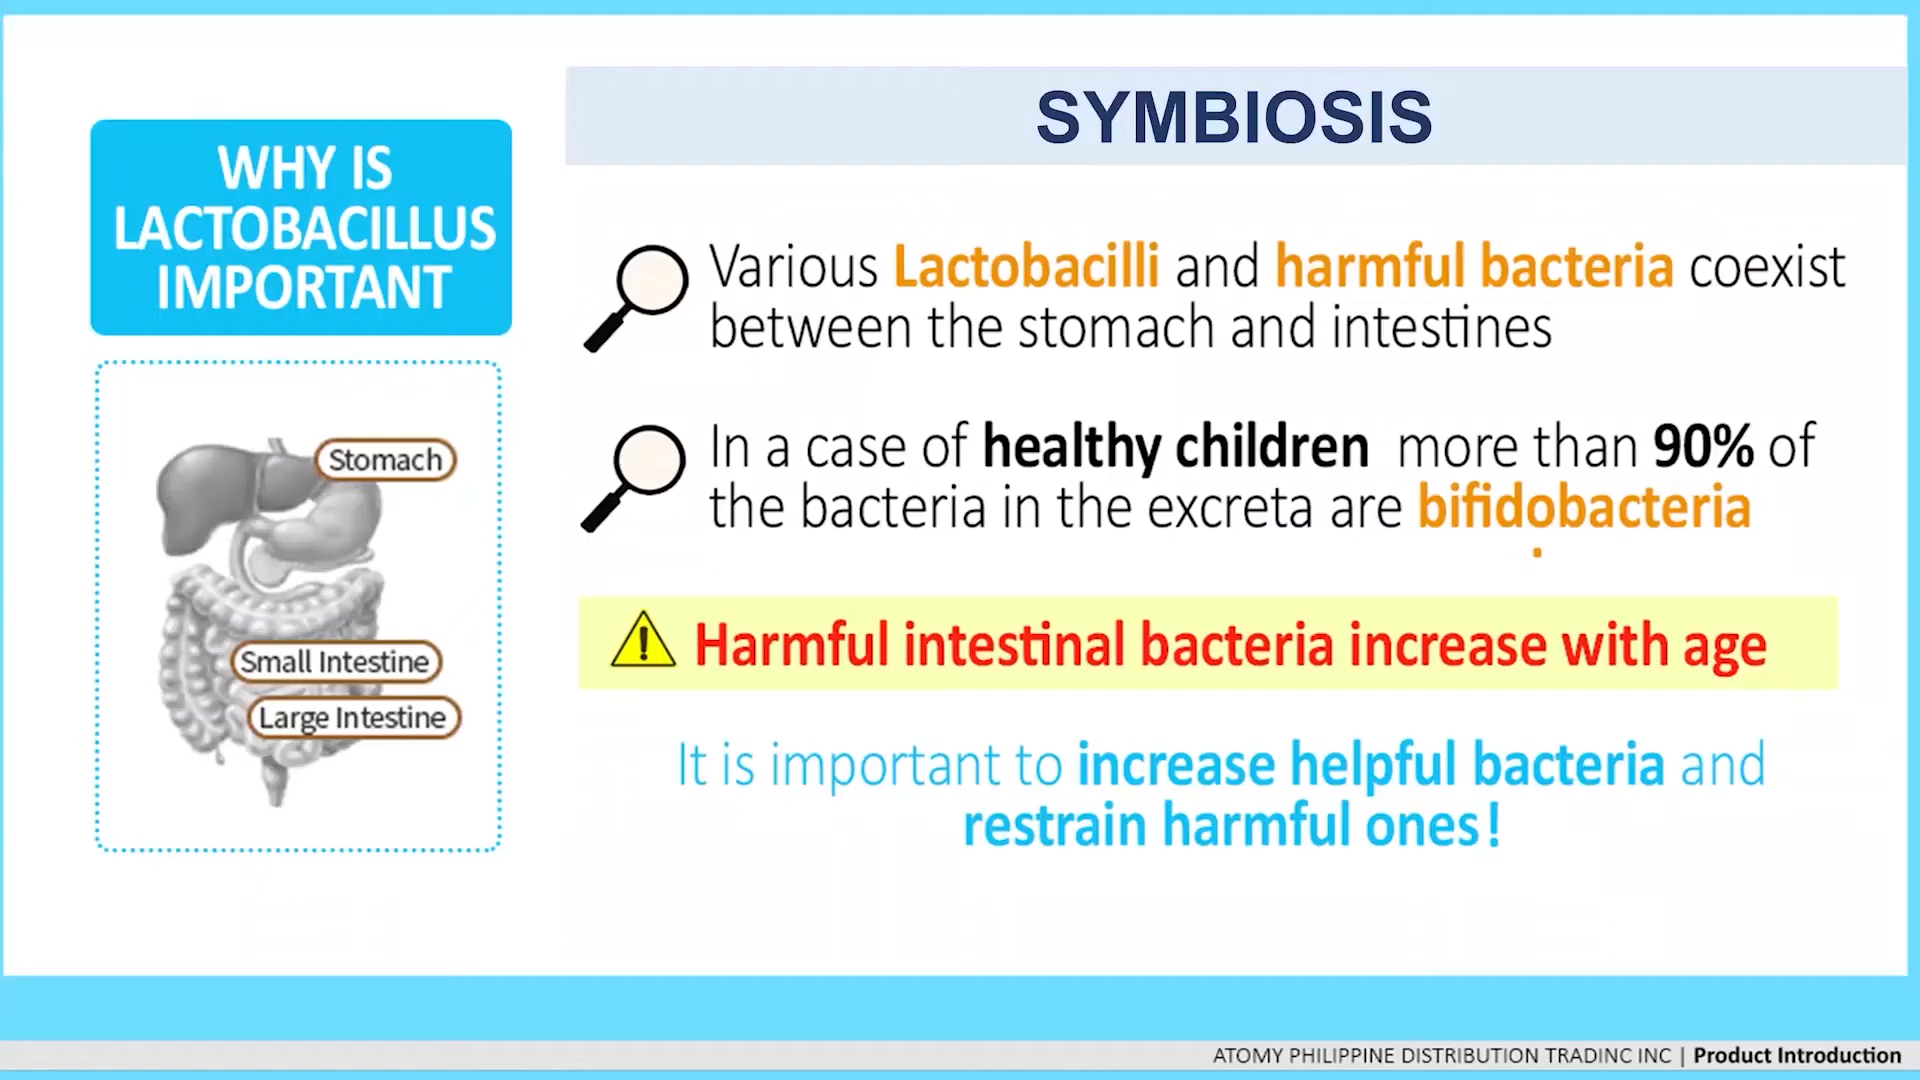 WHY IS
LACTOBACILLUS
IMPORTANT
Stomach
Small Intestine
Large Intestine
SYMBIOSIS
Various Lactobacilli and harmful bacteria coexist
between the stomach and intestines
In a case of healthy children more than 90% of
the bacteria in the excreta are bifidobacteria
.
Harmful intestinal bacteria increase with age
It is important to increase helpful bacteria and
restrain harmful ones!
ATOMY PHILIPPINE DISTRIBUTION TRADINC INC | Product Introduction